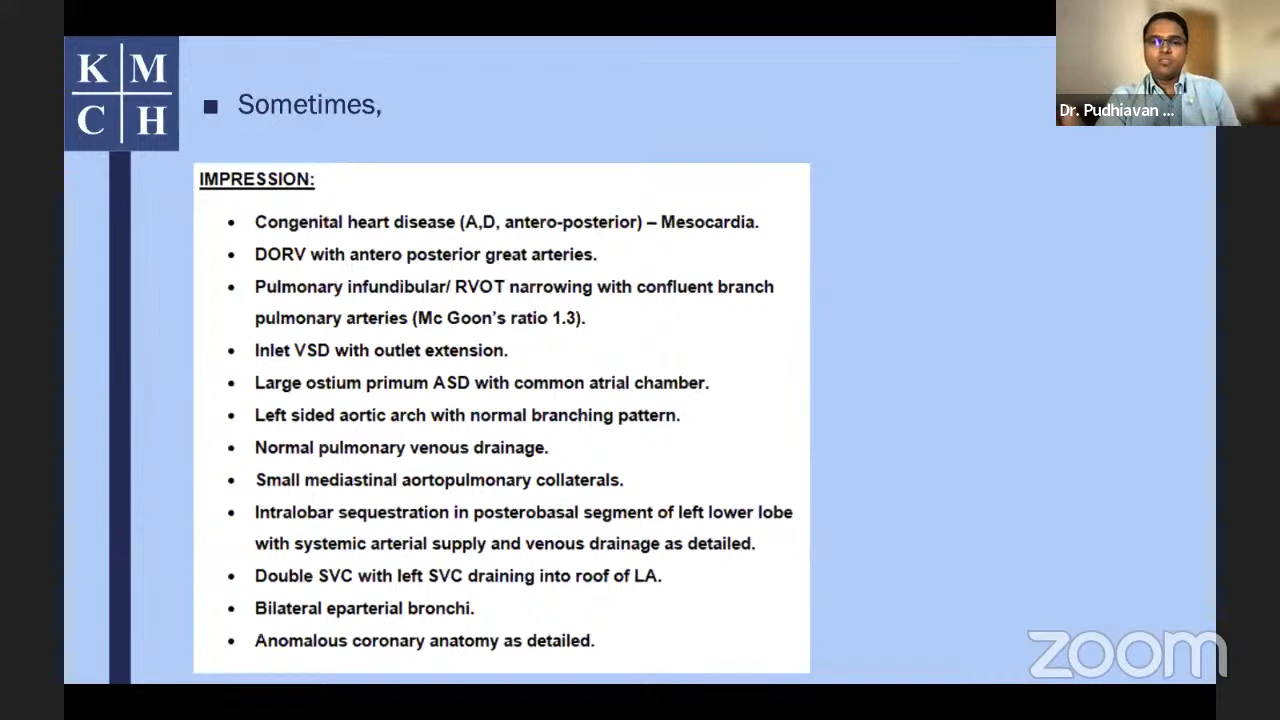 K M
C H
■ Sometimes,
Dr. Pudhiavan ...
IMPRESSION:
• Congenital heart disease (A,D, antero-posterior) – Mesocardia.
• DORV with antero posterior great arteries.
• Pulmonary infundibular/ RVOT narrowing with confluent branch
pulmonary arteries (Mc Goon's ratio 1.3).
• Inlet VSD with outlet extension.
• Large ostium primum ASD with common atrial chamber.
• Left sided aortic arch with normal branching pattern.
• Normal pulmonary venous drainage.
• Small mediastinal aortopulmonary collaterals.
• Intralobar sequestration in posterobasal segment of left lower lobe
with systemic arterial supply and venous drainage as detailed.
• Double SVC with left SVC draining into roof of LA.
• Bilateral eparterial bronchi.
• Anomalous coronary anatomy as detailed.
zoom